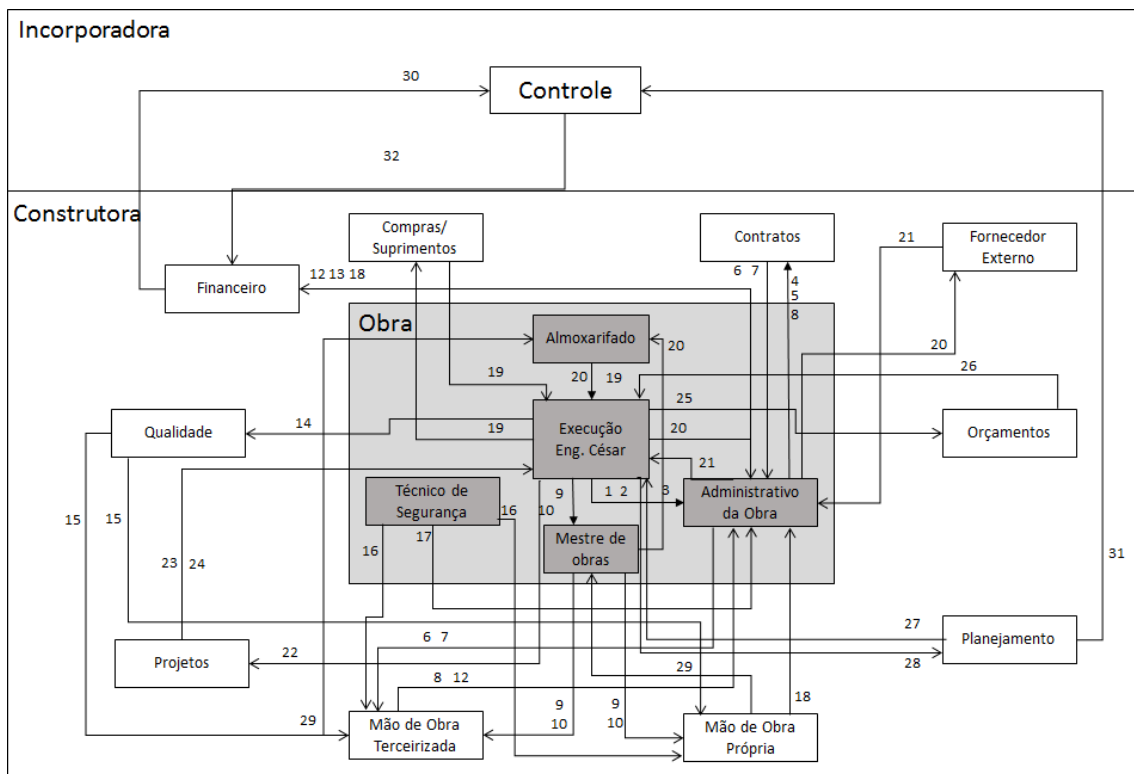 Incorporadora
30
Controle
32
Construtora
Compras/
Suprimentos
Contratos
21
Fornecedor
Externo
Financeiro
12 13 18
6 7
4
5
8
Obra
Almoxarifado
20
20
19
20
19
26
25
Qualidade
14
19
Execução
Eng. César
20
Orçamentos
21
Técnico de
Segurança
16
9
10
1 2
3
Administrativo
da Obra
15
15
16
17
Mestre de
obras
23 24
31
Projetos
22
6 7
27
28
Planejamento
8 12
29
18
29
Mão de Obra
Terceirizada
9
10
9
10
Mão de Obra
Própria